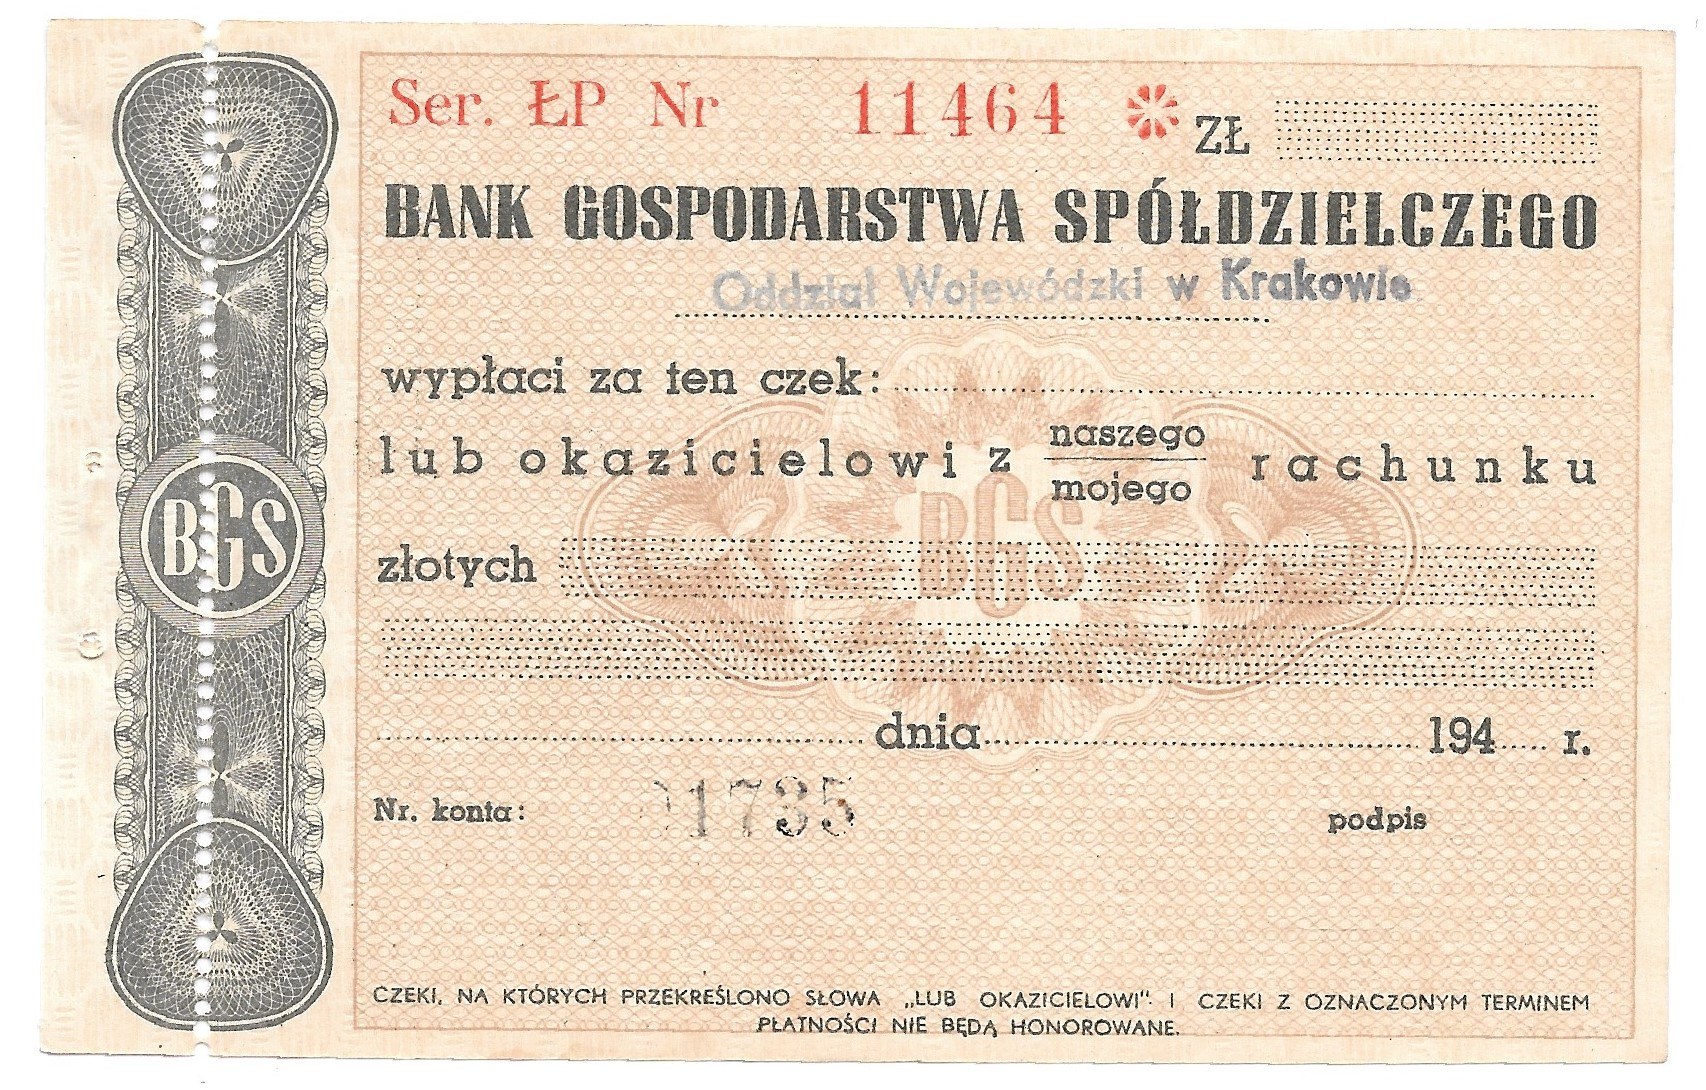 Ser. ŁP Nr 11464 ZŁ
BANK GOSPODARSTWA SPÓŁDZIELCZEGO
Oddział Wojewódzki w Krakowie
wypłaci za ten czek:
lub okazicielowi z naszego rachunku
mojego
BGS
BGS
złotych
dnia 194 r.
Nr. konta: 01735
podpis
CZEKI, NA KTÓRYCH PRZEKREŚLONO SŁOWA „LUB OKAZICIELOWI" I CZEKI Z OZNACZONYM TERMINEM
PŁATNOŚCI NIE BĘDĄ HONOROWANE.